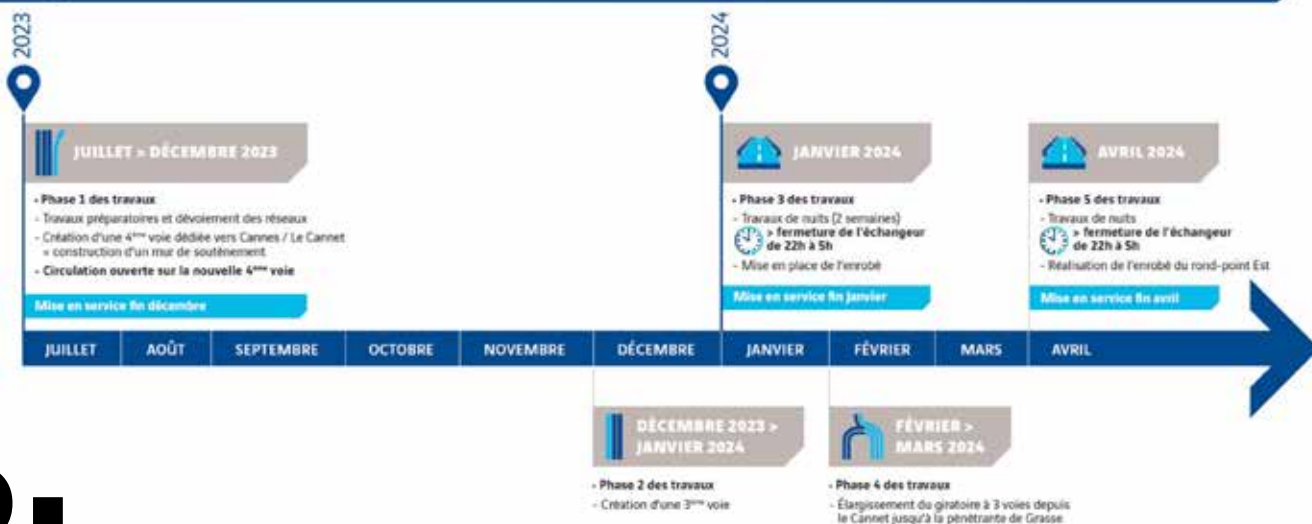 2023
2024
JUILLET > DÉCEMBRE 2023
- Phase 1 des travaux
- Travaux préparatoires et dévoiement des réseaux
- Création d'une 4ème voie dédiée vers Cannes / Le Cannet
+ construction d'un mur de soutènement
- Circulation ouverte sur la nouvelle 4ème voie
Mise en service fin décembre
JANVIER 2024
- Phase 3 des travaux
- Travaux de nuits (2 semaines)
> fermeture de l'échangeur
de 22h à 5h
- Mise en place de l'enrobé
Mise en service fin janvier
AVRIL 2024
- Phase 5 des travaux
- Travaux de nuits
> fermeture de l'échangeur
de 22h à 5h
- Réalisation de l'enrobé du rond-point Est
Mise en service fin avril
JUILLET AOÛT SEPTEMBRE OCTOBRE NOVEMBRE DÉCEMBRE JANVIER FÉVRIER MARS AVRIL
DÉCEMBRE 2023 >
JANVIER 2024
- Phase 2 des travaux
- Création d'une 3ème voie
FÉVRIER >
MARS 2024
- Phase 4 des travaux
- Élargissement du giratoire à 3 voies depuis
le Cannet jusqu'à la pénétrante de Grasse